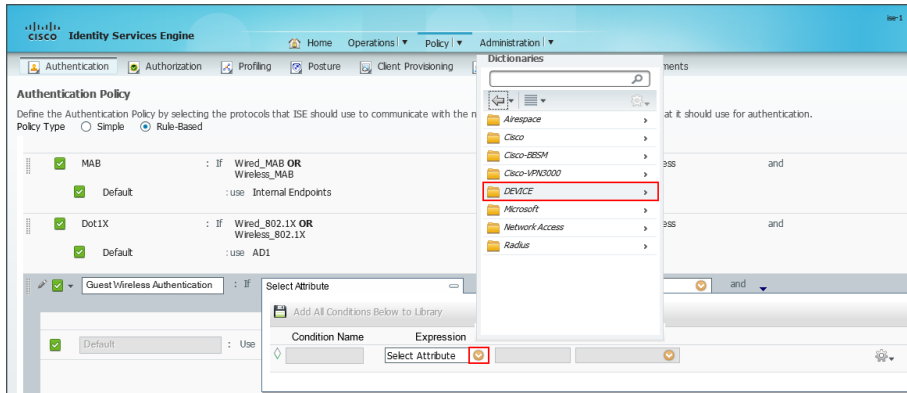 ise-1
cisco Identity Services Engine
Home Operations Policy Administration
Authentication Authorization Profiling Posture Client Provisioning ments
Dictionaries
Authentication Policy
Define the Authentication Policy by selecting the protocols that ISE should use to communicate with the n at it should use for authentication.
Policy Type Simple Rule-Based
Airespace
Cisco
Cisco-BBSM
Cisco-VPN3000
DEVICE
Microsoft
Network Access
Radius
MAB : If Wired_MAB OR ess and
Wireless_MAB
Default : use Internal Endpoints
Dot1X : If Wired_802.1X OR ess and
Wireless_802.1X
Default : use AD1
Guest Wireless Authentication : If Select Attribute and
Add All Conditions Below to Library
Condition Name Expression
Default : Use Select Attribute